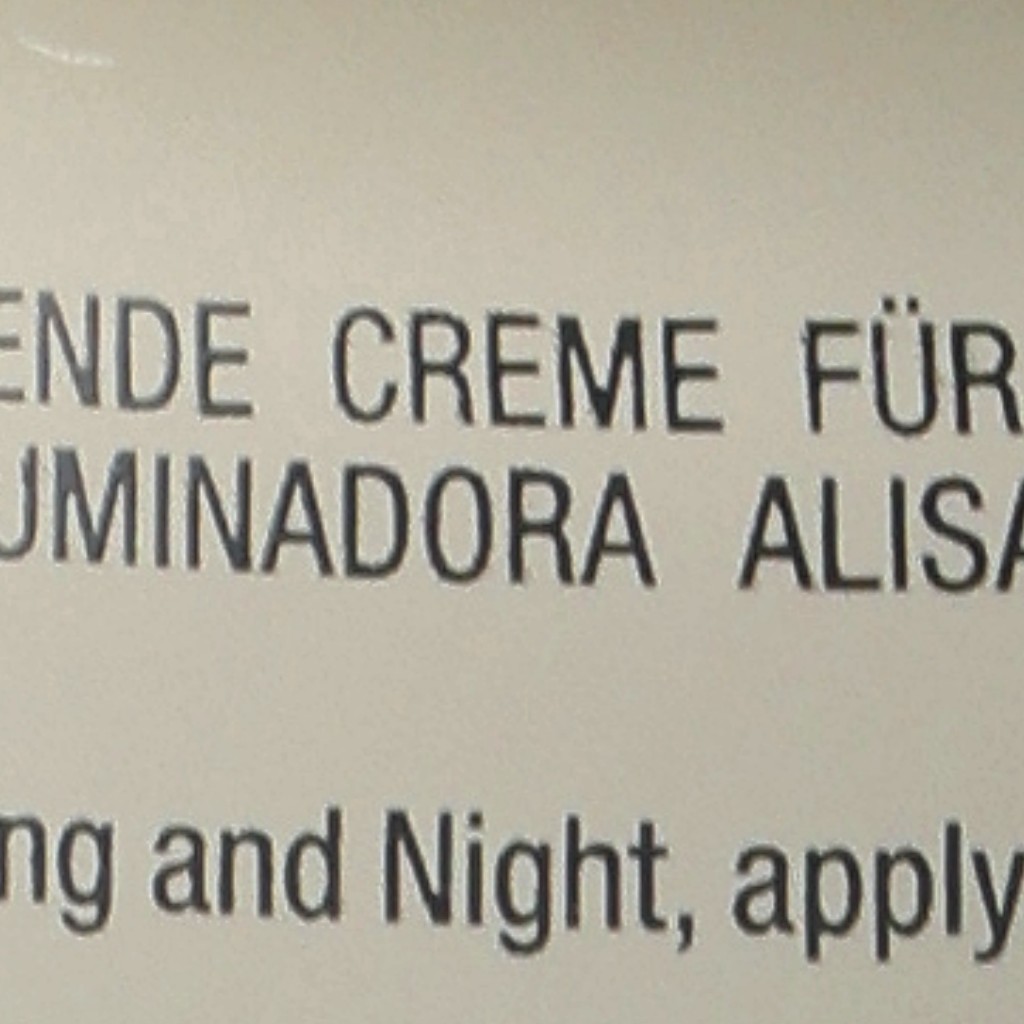 ENDE CREME FÜR
UMINADORA ALISA
ng and Night, apply